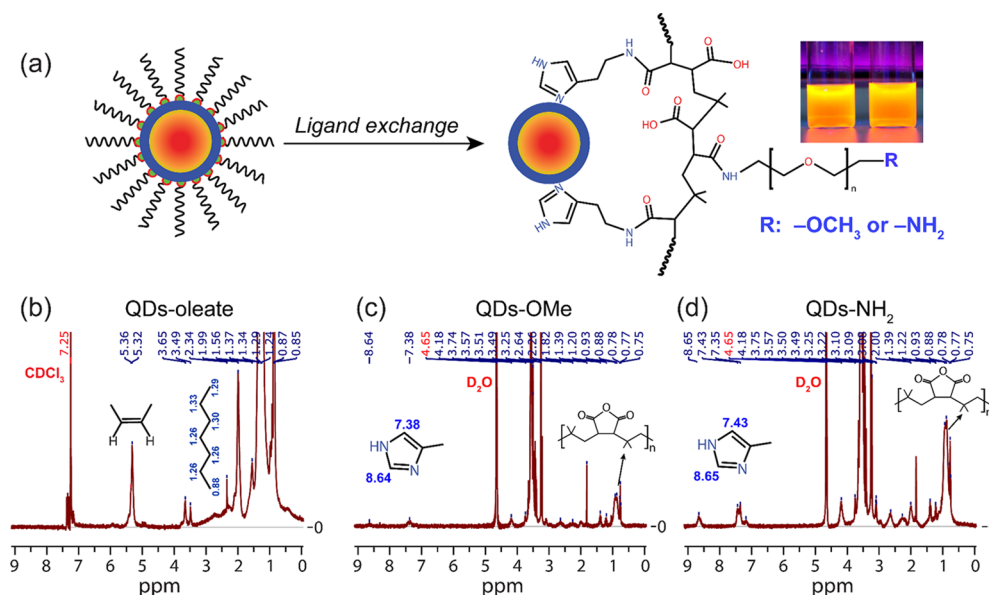 (a)
Ligand exchange
HN
N
N
H
O
O
OH
HO
O
O
NH
O
n
R
HN
N
O
N
H
R: –OCH3 or –NH2
(b)
QDs-oleate
7.25
5.36
5.32
3.65
3.49
2.34
1.99
1.56
1.37
1.34
1.29
0.87
0.85
CDCl3
H
H
1.29
1.33
1.30
1.26
1.26
1.26
1.26
0.88
-0
9 8 7 6 5 4 3 2 1 0
ppm
(c)
QDs-OMe
-8.64
-7.38
4.65
4.18
3.74
3.57
3.51
3.49
3.25
1.82
1.39
1.20
0.93
0.88
0.78
0.77
0.75
D2O
7.38
HN
N
8.64
O
O
O
n
-0
9 8 7 6 5 4 3 2 1 0
ppm
(d)
QDs-NH2
8.65
7.43
7.35
4.65
4.18
3.75
3.57
3.50
3.49
3.25
3.22
3.10
3.09
2.00
1.39
1.22
0.93
0.88
0.78
0.77
0.75
D2O
7.43
HN
N
8.65
O
O
O
n
9 8 7 6 5 4 3 2 1 0
ppm